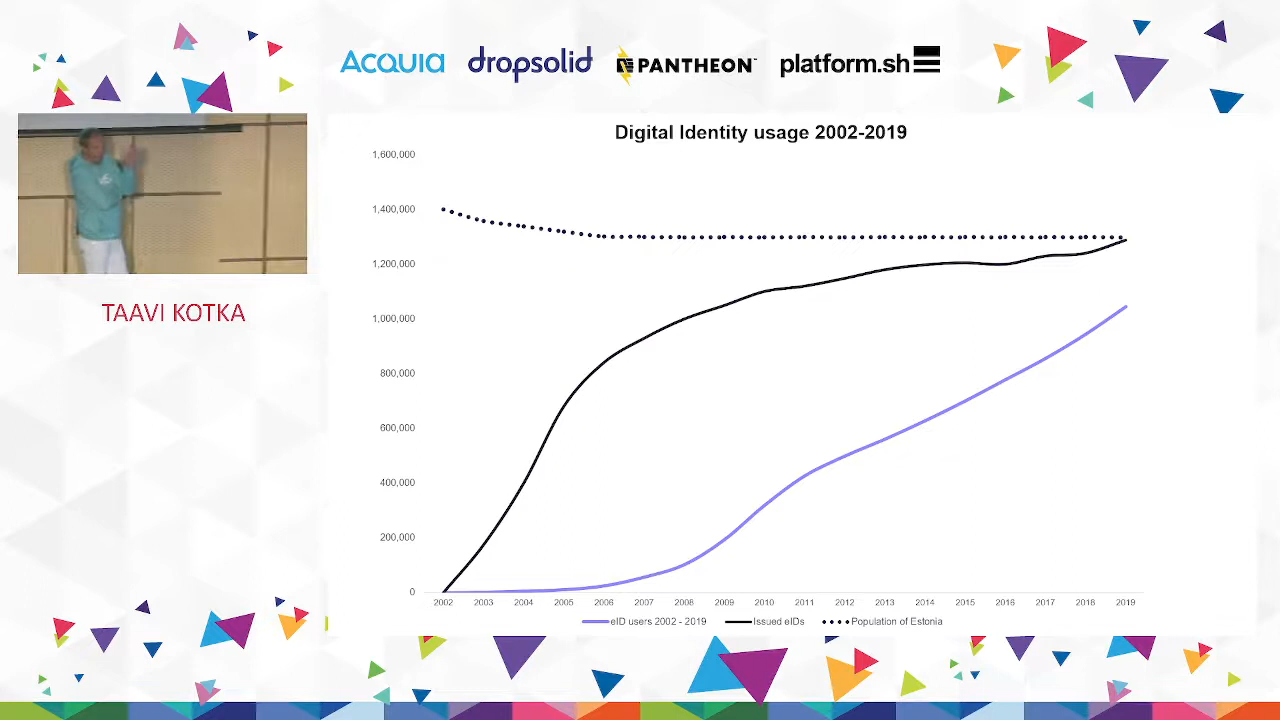 ACQUIA dropsolid PANTHEON platform.sh
Digital Identity usage 2002-2019
1,600,000
1,400,000
1,200,000
1,000,000
800,000
600,000
400,000
200,000
0
2002 2003 2004 2005 2006 2007 2008 2009 2010 2011 2012 2013 2014 2015 2016 2017 2018 2019
eID users 2002 - 2019 Issued eIDs Population of Estonia
TAAVI KOTKA